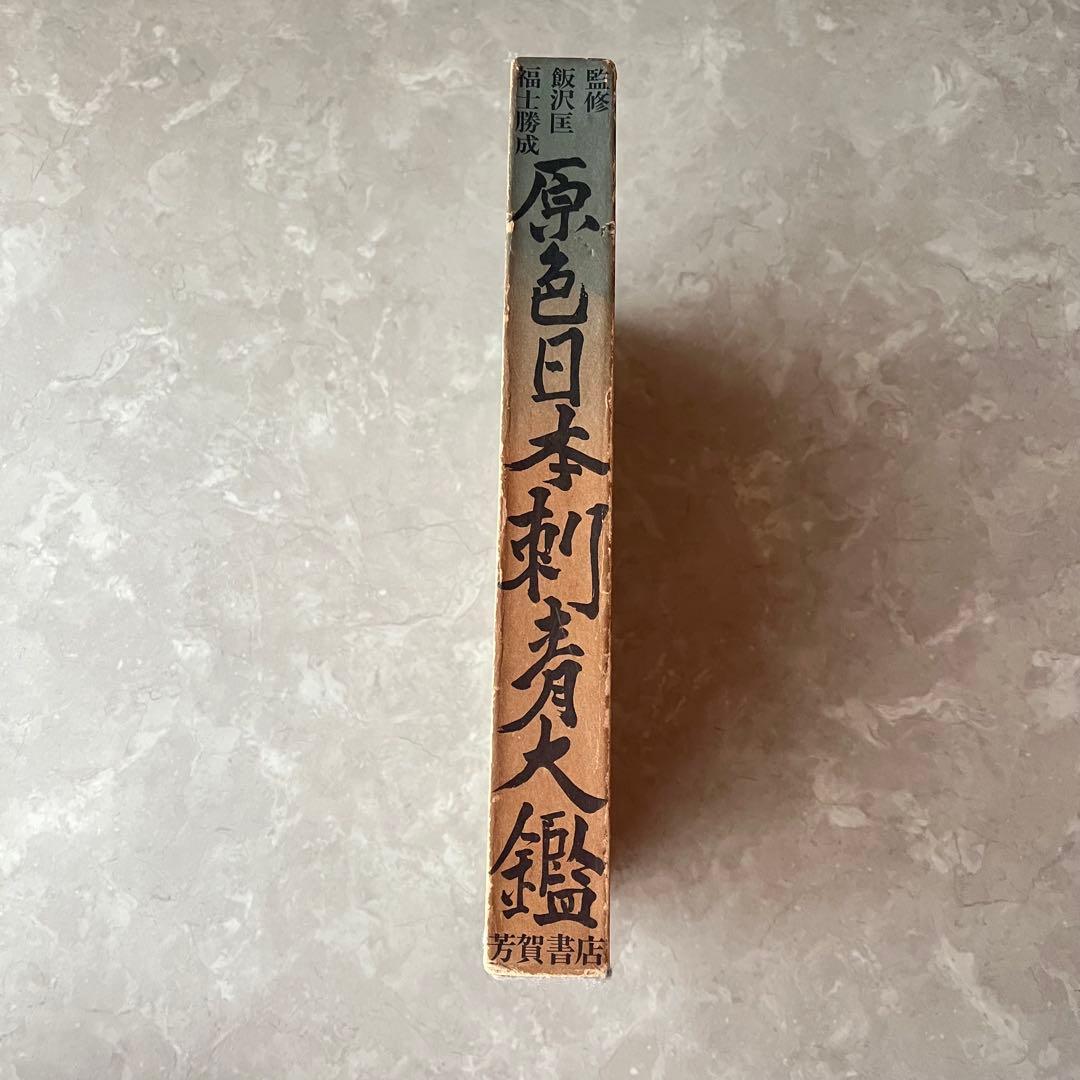 監修
飯沢匡
福士勝成
原色日本刺青大鑑
芳賀書店